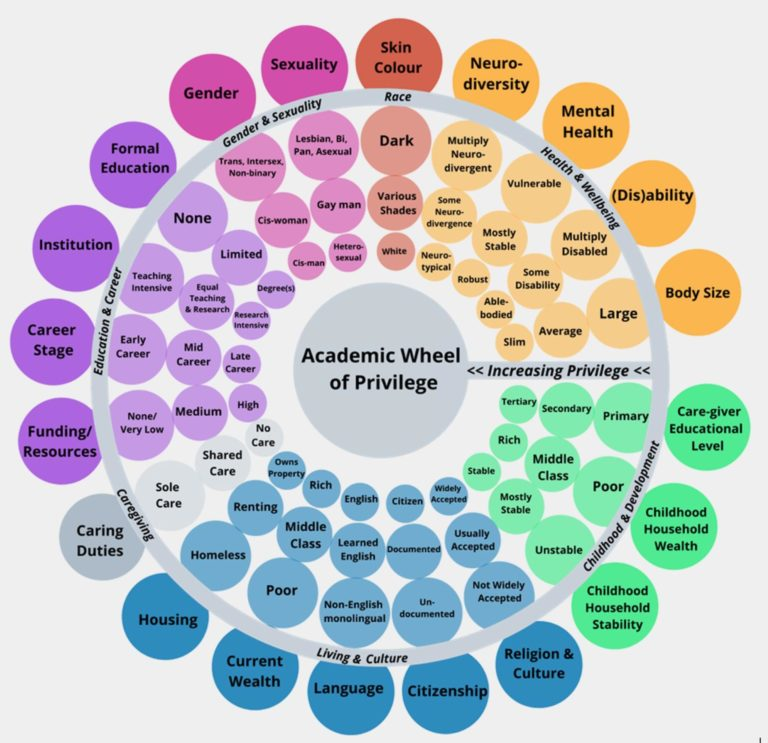 Academic Wheel
of Privilege
<< Increasing Privilege <<
Race
Skin
Colour
Dark
Various
Shades
White
Health & Wellbeing
Neuro-
diversity
Multiply
Neuro-
divergent
Some
Neuro-
divergence
Neuro-
typical
Mental
Health
Vulnerable
Mostly
Stable
Robust
(Dis)ability
Multiply
Disabled
Some
Disability
Able-
bodied
Body Size
Large
Average
Slim
Childhood & Development
Care-giver
Educational
Level
Primary
Secondary
Tertiary
Childhood
Household
Wealth
Poor
Middle
Class
Rich
Childhood
Household
Stability
Unstable
Mostly
Stable
Stable
Living & Culture
Religion &
Culture
Not Widely
Accepted
Usually
Accepted
Widely
Accepted
Citizenship
Un-
documented
Documented
Citizen
Language
Non-English
monolingual
Learned
English
English
Current
Wealth
Poor
Middle
Class
Rich
Housing
Homeless
Renting
Owns
Property
Caregiving
Caring
Duties
Sole
Care
Shared
Care
No
Care
Education & Career
Funding/
Resources
None/
Very Low
Medium
High
Career
Stage
Early
Career
Mid
Career
Late
Career
Institution
Teaching
Intensive
Equal
Teaching
& Research
Research
Intensive
Formal
Education
None
Limited
Degree(s)
Gender & Sexuality
Gender
Trans, Intersex,
Non-binary
Cis-woman
Cis-man
Sexuality
Lesbian, Bi,
Pan, Asexual
Gay man
Hetero-
sexual